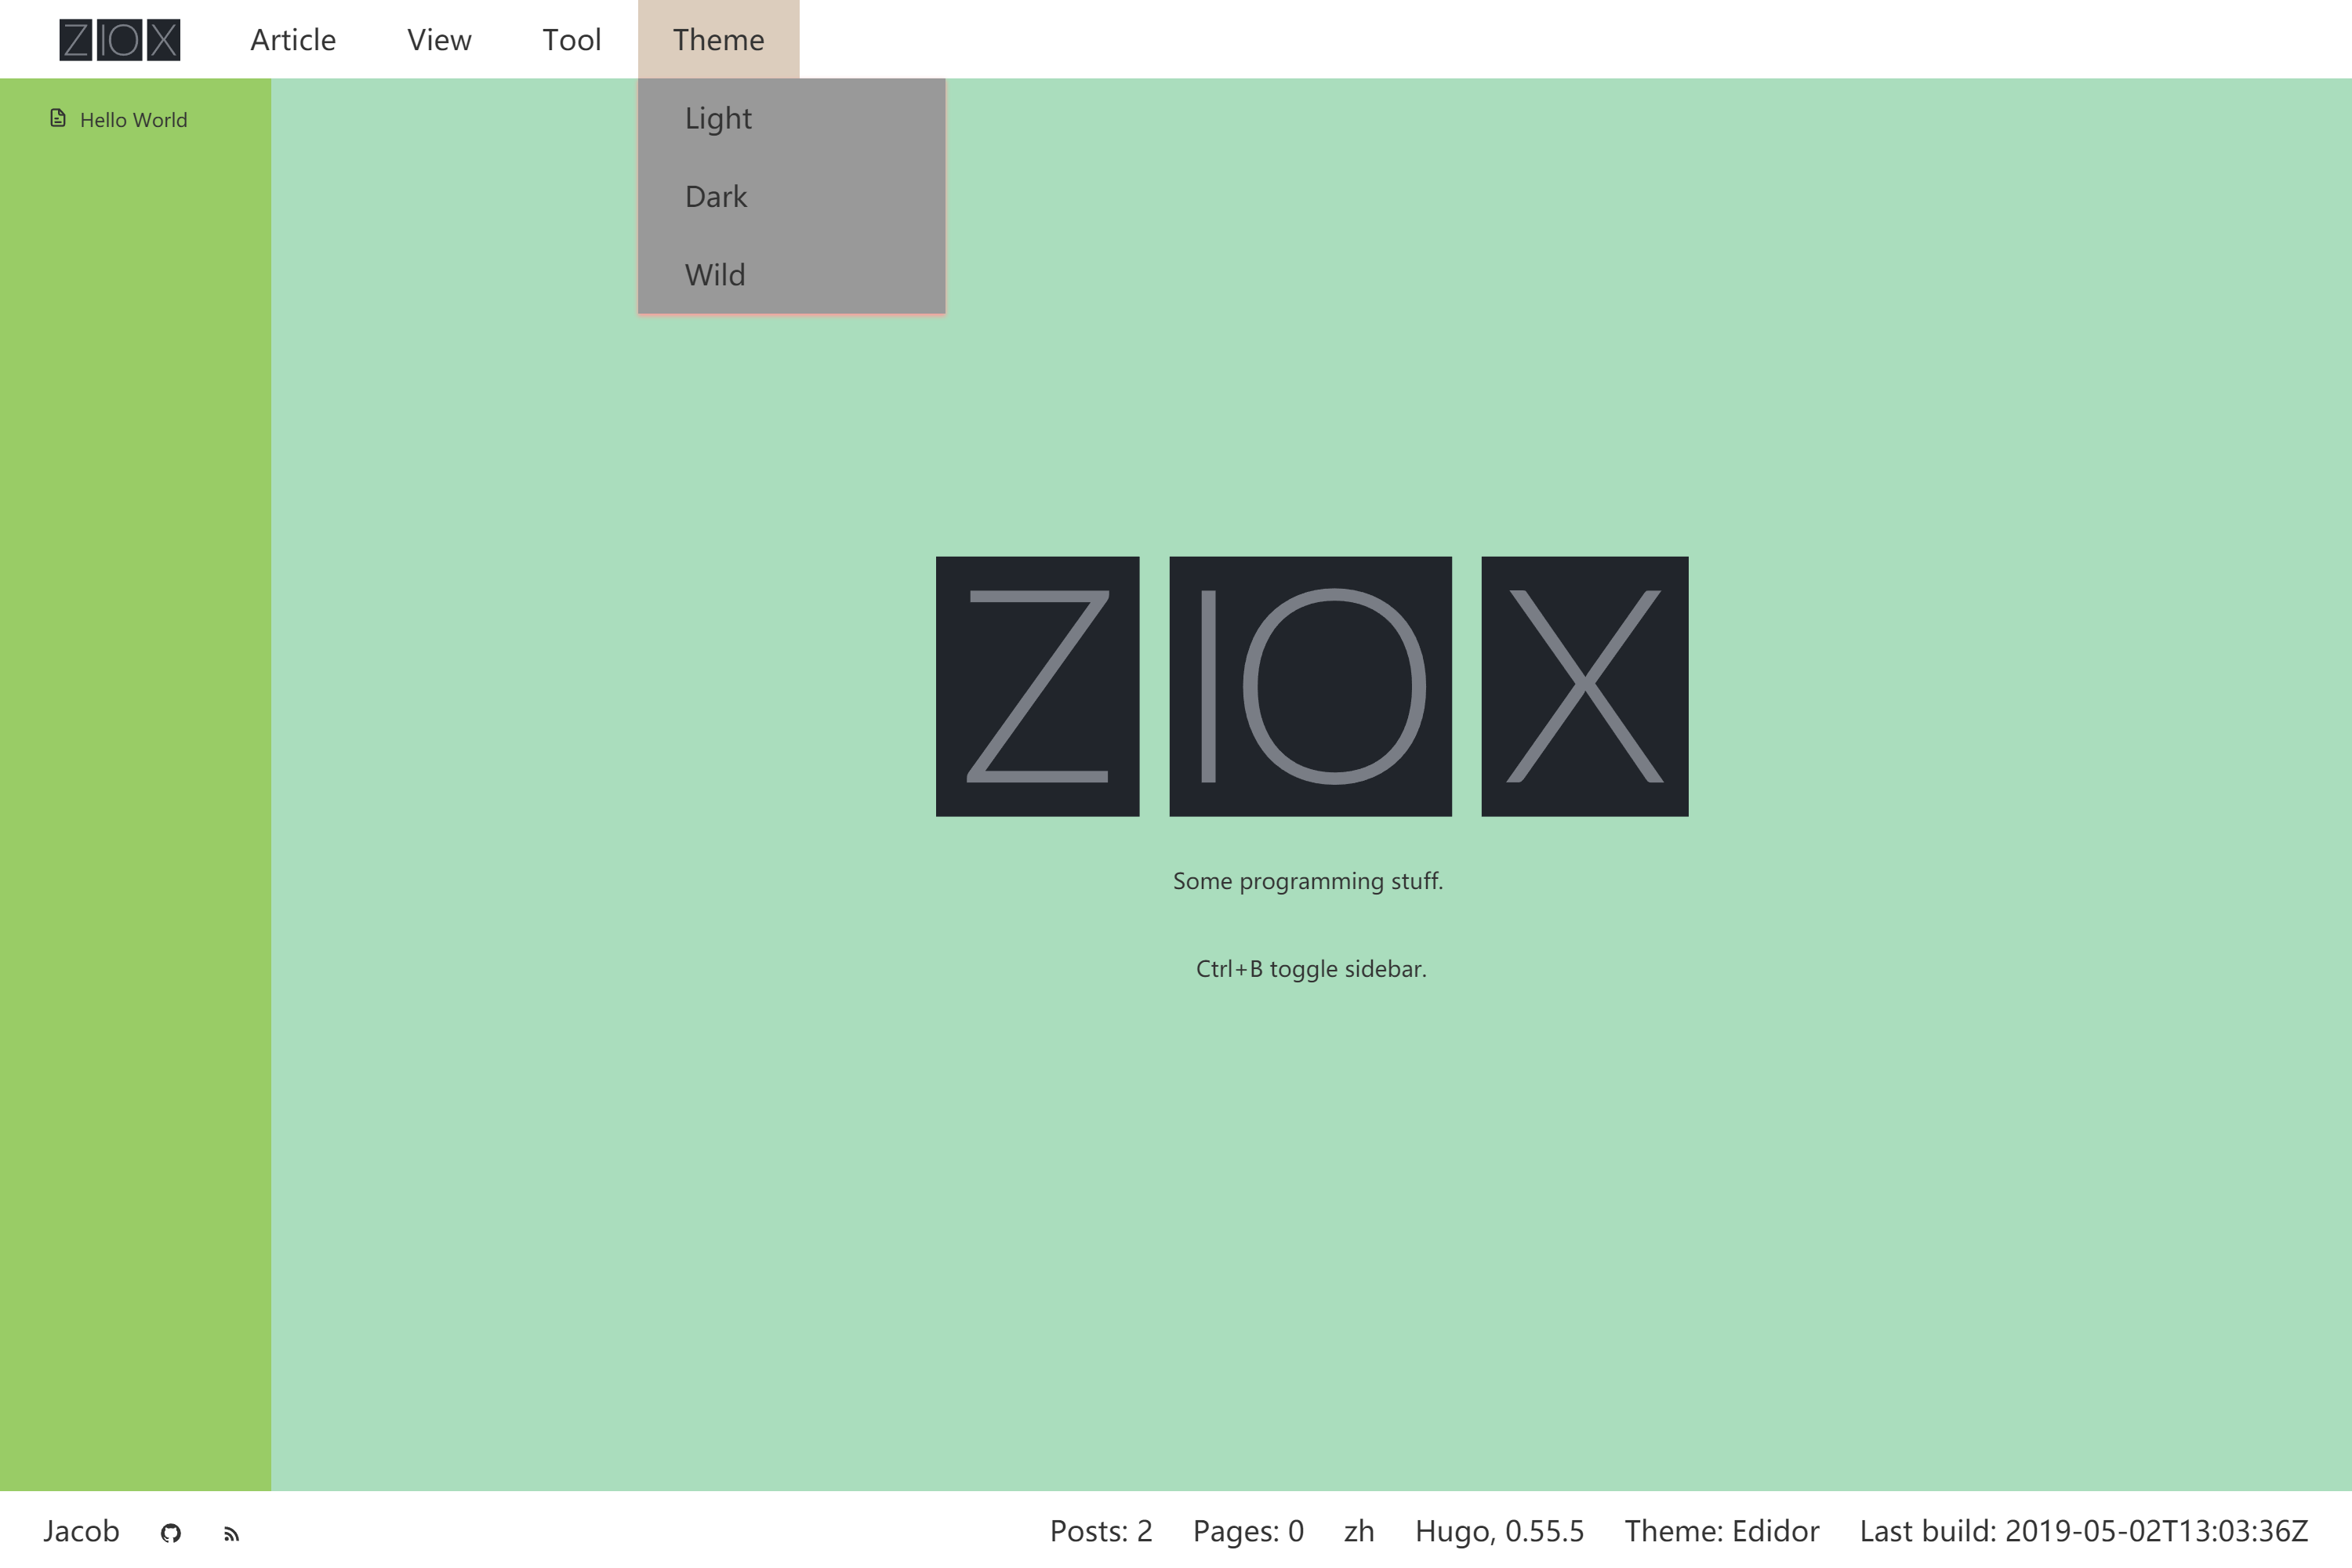 ZIOX Article View Tool Theme
Hello World
Light
Dark
Wild
ZIOX
Some programming stuff.
Ctrl+B toggle sidebar.
Jacob Posts: 2 Pages: 0 zh Hugo, 0.55.5 Theme: Edidor Last build: 2019-05-02T13:03:36Z